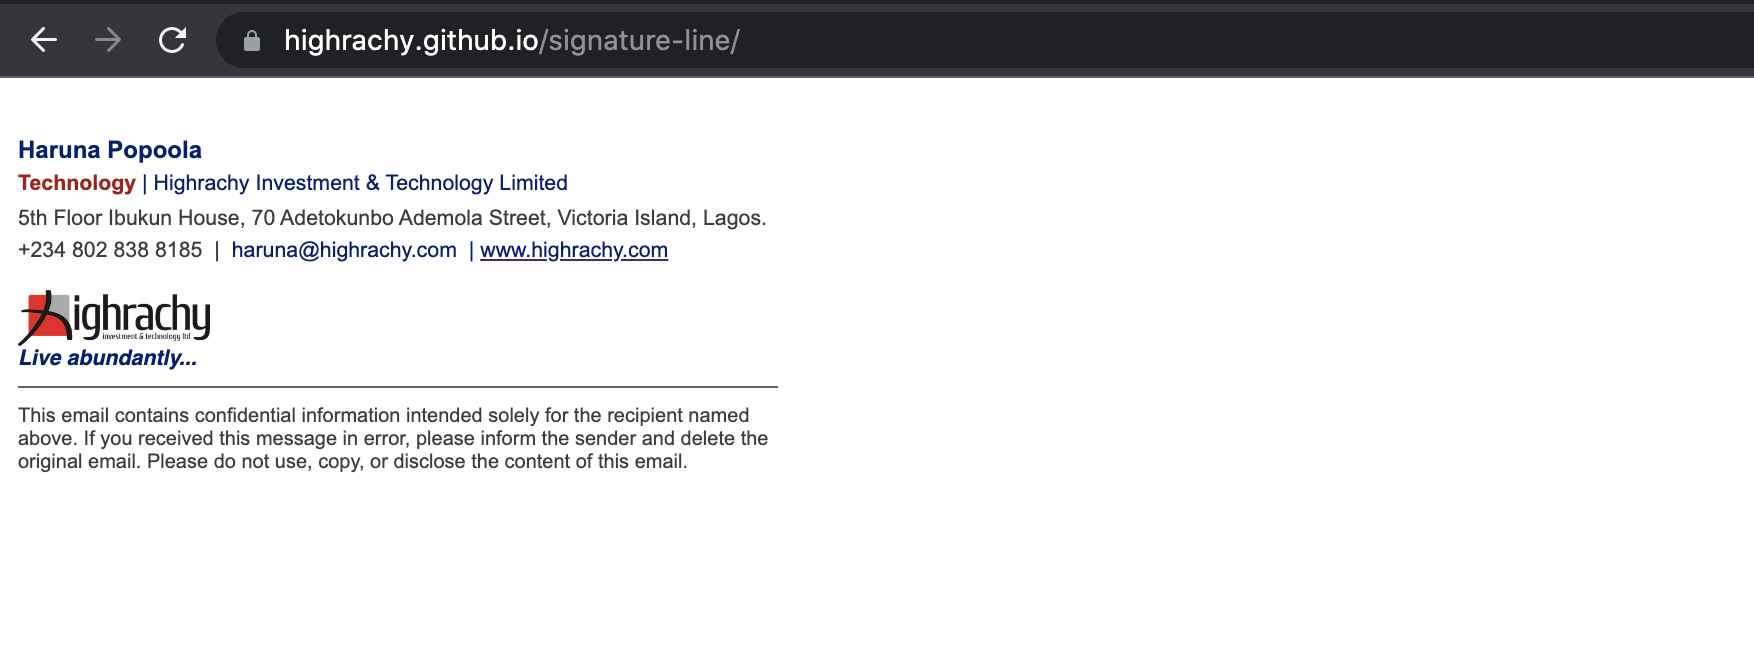 highrachy.github.io/signature-line/
Haruna Popoola
Technology | Highrachy Investment & Technology Limited
5th Floor Ibukun House, 70 Adetokunbo Ademola Street, Victoria Island, Lagos.
+234 802 838 8185 | haruna@highrachy.com | www.highrachy.com
highrachy
investment & technology ltd
Live abundantly...
This email contains confidential information intended solely for the recipient named
above. If you received this message in error, please inform the sender and delete the
original email. Please do not use, copy, or disclose the content of this email.